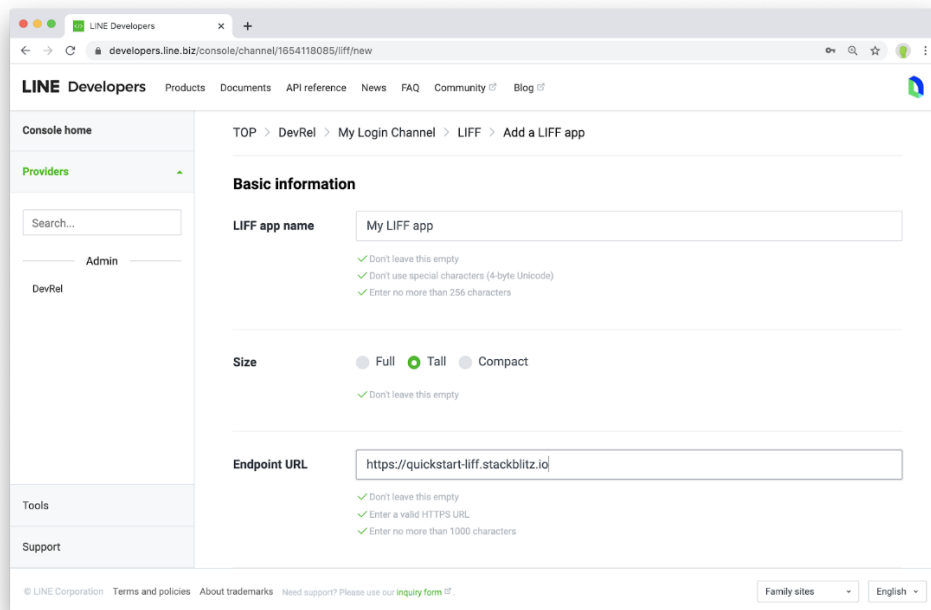 LINE Developers
developers.line.biz/console/channel/1654118085/liff/new
LINE Developers Products Documents API reference News FAQ Community Blog
Console home
Providers
Search...
Admin
DevRel
Tools
Support
TOP > DevRel > My Login Channel > LIFF > Add a LIFF app
Basic information
LIFF app name My LIFF app
Don't leave this empty
Don't use special characters (4-byte Unicode)
Enter no more than 256 characters
Size Full Tall Compact
Don't leave this empty
Endpoint URL https://quickstart-liff.stackblitz.io
Don't leave this empty
Enter a valid HTTPS URL
Enter no more than 1000 characters
© LINE Corporation Terms and policies About trademarks Need support? Please use our inquiry form. Family sites English